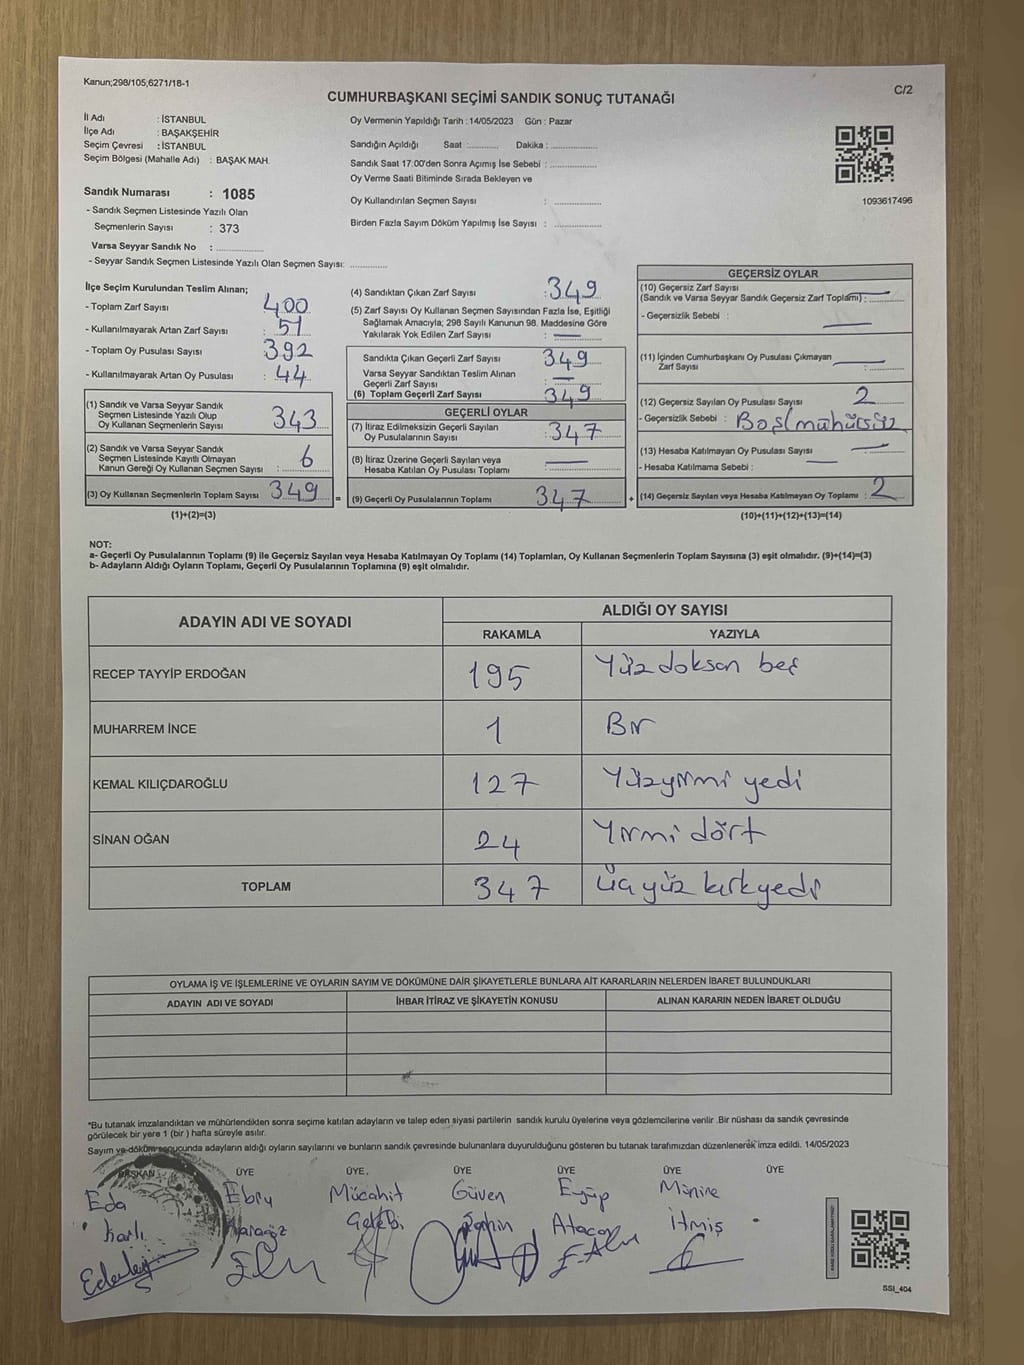 Kanun;298/105;6271/18-1
C/2
CUMHURBAŞKANI SEÇİMİ SANDIK SONUÇ TUTANAĞI
İl Adı : İSTANBUL
İlçe Adı : BAŞAKŞEHİR
Seçim Çevresi : İSTANBUL
Seçim Bölgesi (Mahalle Adı) : BAŞAK MAH.
Sandık Numarası : 1085
- Sandık Seçmen Listesinde Yazılı Olan
Seçmenlerin Sayısı : 373
Varsa Seyyar Sandık No : ................
- Seyyar Sandık Seçmen Listesinde Yazılı Olan Seçmen Sayısı: ............
Oy Vermenin Yapıldığı Tarih : 14/05/2023 Gün : Pazar
Sandığın Açıldığı Saat :.......... Dakika : ...............
Sandık Saat 17.00'den Sonra Açımış İse Sebebi : ...............
Oy Verme Saati Bitiminde Sırada Bekleyen ve
Oy Kullandırılan Seçmen Sayısı : ...............
Birden Fazla Sayım Döküm Yapılmış İse Sayısı : ...............
1093617496
İlçe Seçim Kurulundan Teslim Alınan;
- Toplam Zarf Sayısı : 400
- Kullanılmayarak Artan Zarf Sayısı : 51
- Toplam Oy Pusulası Sayısı : 392
- Kullanılmayarak Artan Oy Pusulası : 44
(1) Sandık ve Varsa Seyyar Sandık
Seçmen Listesinde Yazılı Olup
Oy Kullanan Seçmenlerin Sayısı : 343
(2) Sandık ve Varsa Seyyar Sandık
Seçmen Listesinde Kayıtlı Olmayan
Kanun Gereği Oy Kullanan Seçmen Sayısı : 6
(3) Oy Kullanan Seçmenlerin Toplam Sayısı : 349 =
(1)+(2)=(3)
(4) Sandıktan Çıkan Zarf Sayısı : 349
(5) Zarf Sayısı Oy Kullanan Seçmen Sayısından Fazla İse, Eşitliği
Sağlamak Amacıyla; 298 Sayılı Kanunun 98. Maddesine Göre
Yakılarak Yok Edilen Zarf Sayısı : —
Sandıkta Çıkan Geçerli Zarf Sayısı : 349
Varsa Seyyar Sandıktan Teslim Alınan
Geçerli Zarf Sayısı : —
(6) Toplam Geçerli Zarf Sayısı : 349
GEÇERLİ OYLAR
(7) İtiraz Edilmeksizin Geçerli Sayılan
Oy Pusulalarının Sayısı : 347
(8) İtiraz Üzerine Geçerli Sayılan veya
Hesaba Katılan Oy Pusulası Toplamı : —
(9) Geçerli Oy Pusulalarının Toplamı : 347 +
GEÇERSİZ OYLAR
(10) Geçersiz Zarf Sayısı
(Sandık ve Varsa Seyyar Sandık Geçersiz Zarf Toplamı) : —
- Geçersizlik Sebebi : —
(11) İçinden Cumhurbaşkanı Oy Pusulası Çıkmayan
Zarf Sayısı : —
(12) Geçersiz Sayılan Oy Pusulası Sayısı : 2
- Geçersizlik Sebebi : Boş/mühürsüz
(13) Hesaba Katılmayan Oy Pusulası Sayısı : —
- Hesaba Katılmama Sebebi : —
(14) Geçersiz Sayılan veya Hesaba Katılmayan Oy Toplamı : 2
(10)+(11)+(12)+(13)=(14)
NOT:
a- Geçerli Oy Pusulalarının Toplamı (9) ile Geçersiz Sayılan veya Hesaba Katılmayan Oy Toplamı (14) Toplamları, Oy Kullanan Seçmenlerin Toplam Sayısına (3) eşit olmalıdır. (9)+(14)=(3)
b- Adayların Aldığı Oyların Toplamı, Geçerli Oy Pusulalarının Toplamına (9) eşit olmalıdır.
ADAYIN ADI VE SOYADI ALDIĞI OY SAYISI
RAKAMLA YAZIYLA
RECEP TAYYİP ERDOĞAN 195 Yüzdoksan beş
MUHARREM İNCE 1 Bir
KEMAL KILIÇDAROĞLU 127 Yüzyirmi yedi
SİNAN OĞAN 24 Yirmi dört
TOPLAM 347 Üçyüz kırkyedi
OYLAMA İŞ VE İŞLEMLERİNE VE OYLARIN SAYIM VE DÖKÜMÜNE DAİR ŞİKAYETLERLE BUNLARA AİT KARARLARIN NELERDEN İBARET BULUNDUKLARI
ADAYIN ADI VE SOYADI İHBAR İTİRAZ VE ŞİKAYETİN KONUSU ALINAN KARARIN NEDEN İBARET OLDUĞU
*Bu tutanak imzalandıktan ve mühürlendikten sonra seçime katılan adayların ve talep eden siyasi partilerin sandık kurulu üyelerine veya gözlemcilerine verilir .Bir nüshası da sandık çevresinde
görülecek bir yere 1 (bir ) hafta süreyle asılır.
Sayım ve döküm sonucunda adayların aldığı oyların sayılarını ve bunların sandık çevresinde bulunanlara duyurulduğunu gösteren bu tutanak tarafımızdan düzenlenerek imza edildi. 14/05/2023
BAŞKAN ÜYE ÜYE ÜYE ÜYE ÜYE ÜYE
Eda Ebru Mücahit Güven Eyüp Münire
Karlı Karagöz Çelebi Şahin Atacan İtmiş
SSI_404